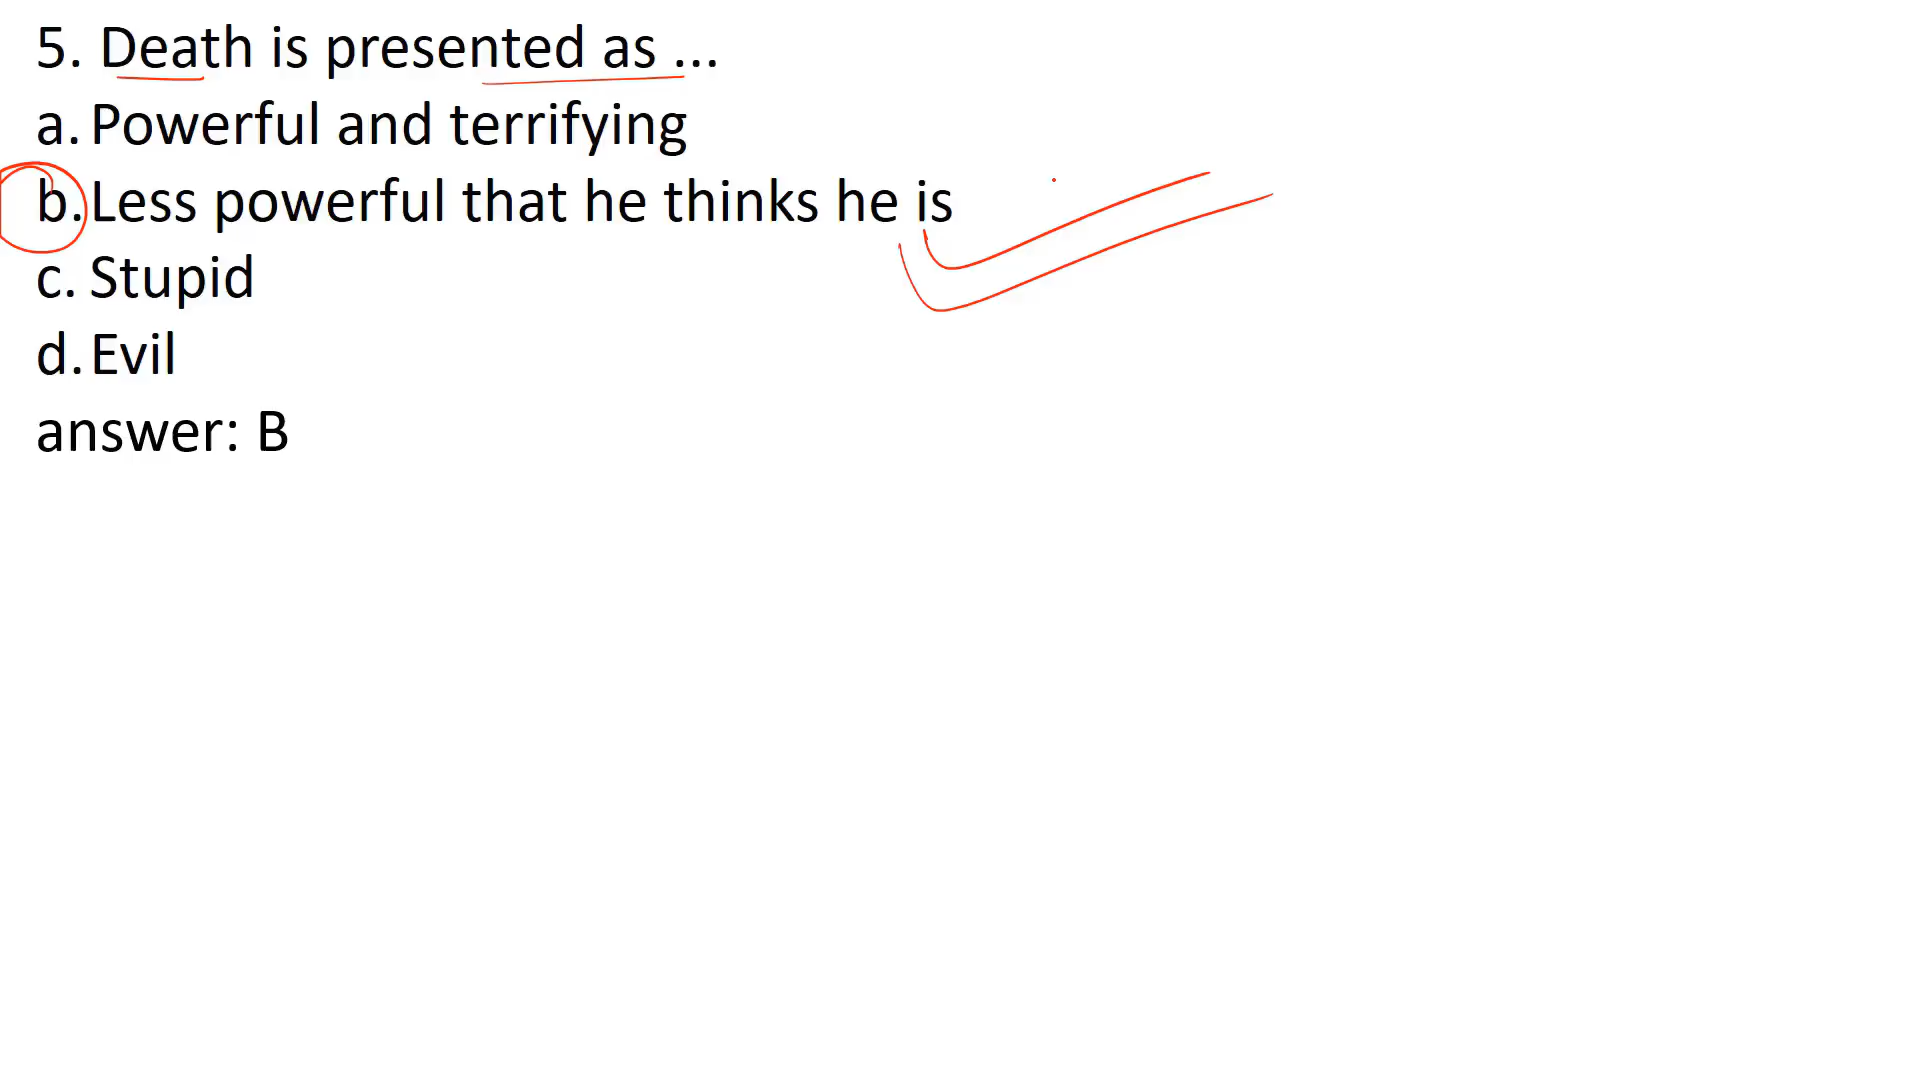 5. Death is presented as ...
a. Powerful and terrifying
b. Less powerful that he thinks he is
c. Stupid
d. Evil
answer: B